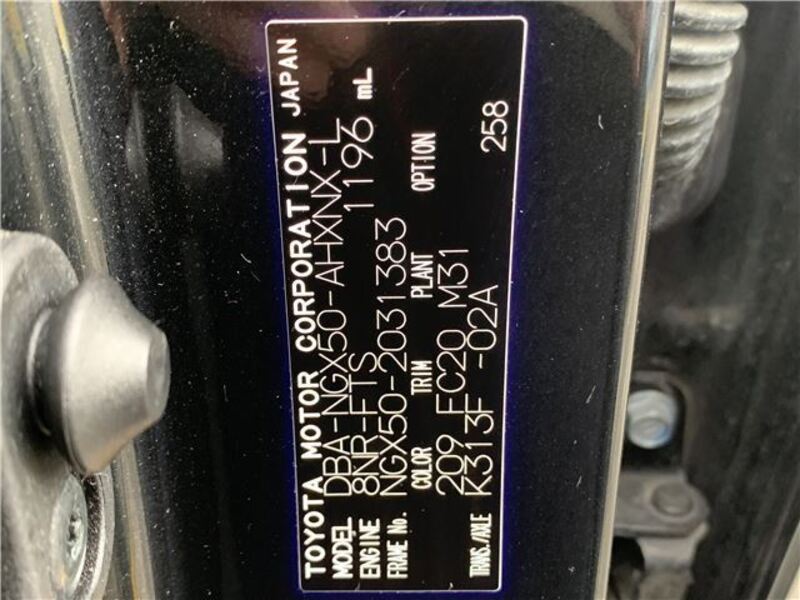 TOYOTA MOTOR CORPORATION JAPAN
MODEL DBA-NGX50-AHXNX-L
ENGINE 8NR-FTS 1196 mL
FRAME No. NGX50-2031383
COLOR TRIM PLANT OPTION
209 FC20 M31
TRANS./AXLE K313F -02A 258